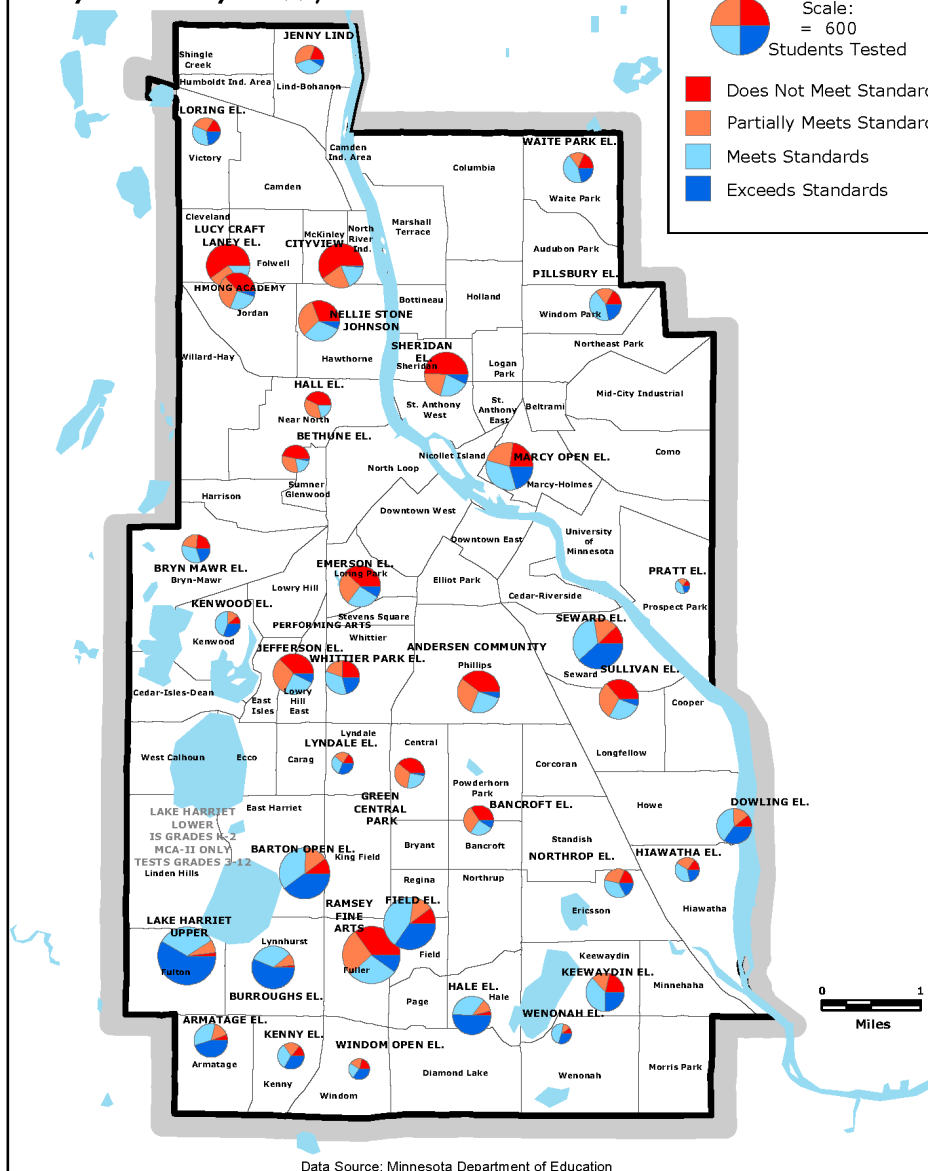 Scale:
= 600
Students Tested
Does Not Meet Standard
Partially Meets Standard
Meets Standards
Exceeds Standards
JENNY LIND
Shingle
Creek
Humboldt Ind. Area
Lind-Bohanon
LORING EL.
Victory
Camden
Ind. Area
Columbia
WAITE PARK EL.
Waite Park
Camden
Cleveland
LUCY CRAFT
LANEY EL.
McKinley
North
River
Ind.
CITYVIEW
Folwell
Marshall
Terrace
Audubon Park
PILLSBURY EL.
HMONG ACADEMY
Jordan
Bottineau
Holland
Windom Park
NELLIE STONE
JOHNSON
Northeast Park
Willard-Hay
Hawthorne
SHERIDAN
EL.
Sheridan
Logan
Park
Mid-City Industrial
HALL EL.
Near North
St. Anthony
West
St.
Anthony
East
Beltrami
BETHUNE EL.
Nicollet Island
MARCY OPEN EL.
Como
North Loop
Sumner
Glenwood
Marcy-Holmes
Harrison
Downtown West
Downtown East
University
of
Minnesota
BRYN MAWR EL.
Bryn-Mawr
EMERSON EL.
Loring Park
Elliot Park
PRATT EL.
Lowry Hill
Cedar-Riverside
Prospect Park
KENWOOD EL.
Kenwood
Stevens Square
PERFORMING ARTS
Whittier
SEWARD EL.
JEFFERSON EL.
WHITTIER PARK EL.
ANDERSEN COMMUNITY
Phillips
Seward
SULLIVAN EL.
Cedar-Isles-Dean
East
Isles
Lowry
Hill
East
Cooper
Lyndale
LYNDALE EL.
Central
West Calhoun
Ecco
Carag
Longfellow
Corcoran
Powderhorn
Park
LAKE HARRIET
LOWER
IS GRADES K-2
MCA-II ONLY
TESTS GRADES 3-12
East Harriet
GREEN
CENTRAL
PARK
BANCROFT EL.
Howe
DOWLING EL.
BARTON OPEN EL.
King Field
Bryant
Bancroft
Standish
NORTHROP EL.
HIAWATHA EL.
Linden Hills
Regina
Northrup
RAMSEY
FINE
ARTS
FIELD EL.
Ericsson
Hiawatha
LAKE HARRIET
UPPER
Lynnhurst
Fulton
Fuller
Field
Keewaydin
KEEWAYDIN EL.
Minnehaha
BURROUGHS EL.
Page
HALE EL.
Hale
WENONAH EL.
0 1
Miles
ARMATAGE EL.
Armatage
KENNY EL.
Kenny
WINDOM OPEN EL.
Windom
Diamond Lake
Wenonah
Morris Park
Data Source: Minnesota Department of Education